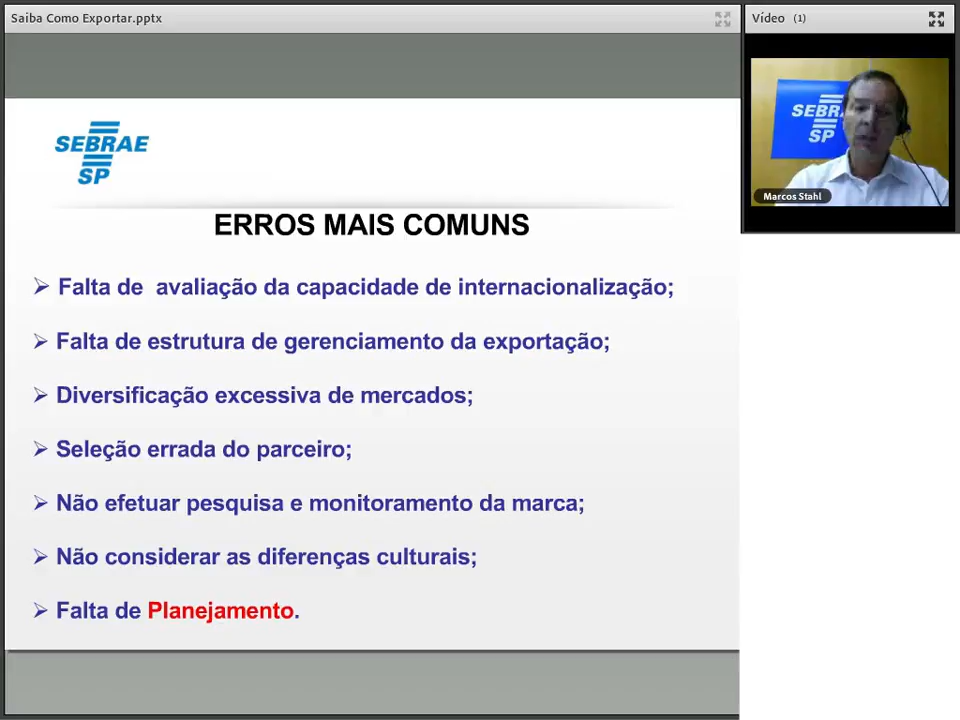 Saiba Como Exportar.pptx
Vídeo (1)
SEBRAE
SP
SEBRA
SP
Marcos Stahl
ERROS MAIS COMUNS
Falta de avaliação da capacidade de internacionalização;
Falta de estrutura de gerenciamento da exportação;
Diversificação excessiva de mercados;
Seleção errada do parceiro;
Não efetuar pesquisa e monitoramento da marca;
Não considerar as diferenças culturais;
Falta de Planejamento.